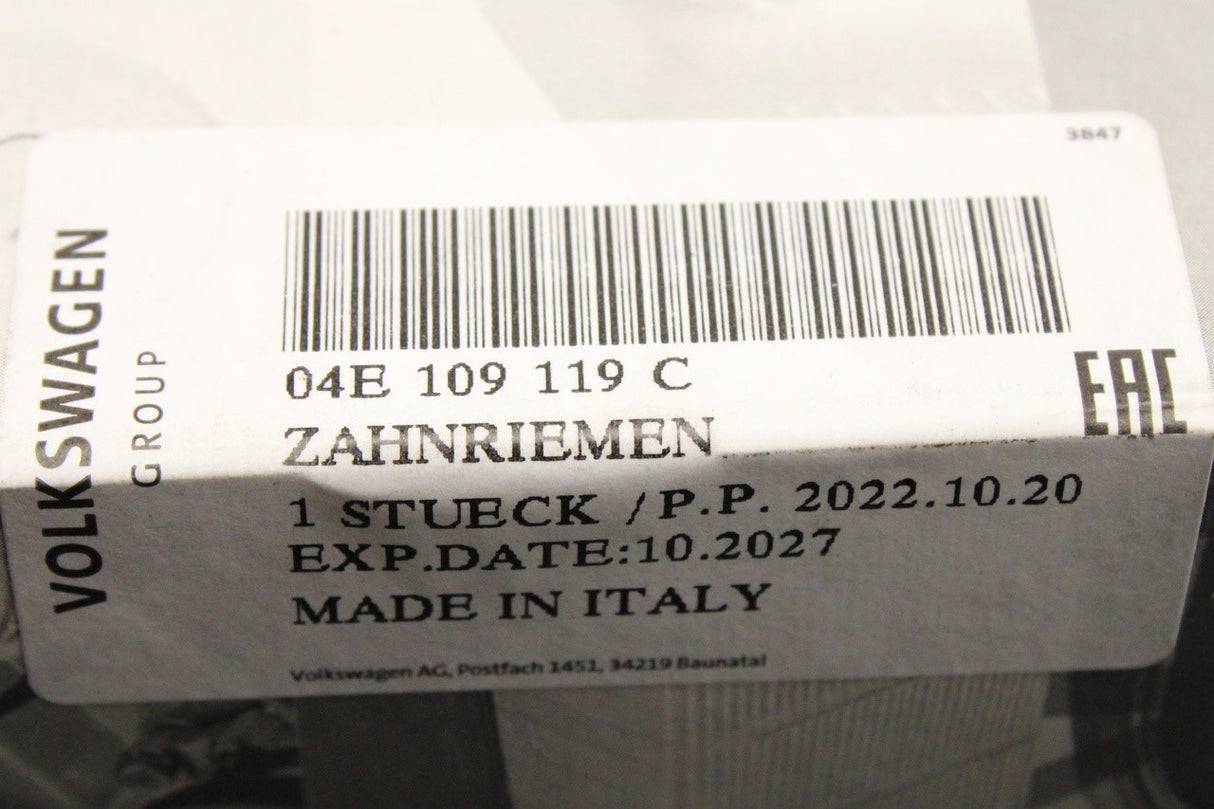 3847
VOLKSWAGEN
GROUP
04E 109 119 C
EAC
ZAHNRIEMEN
1 STUECK /P.P. 2022.10.20
EXP.DATE:10.2027
MADE IN ITALY
Volkswagen AG, Postfach 1451, 34219 Baunatal